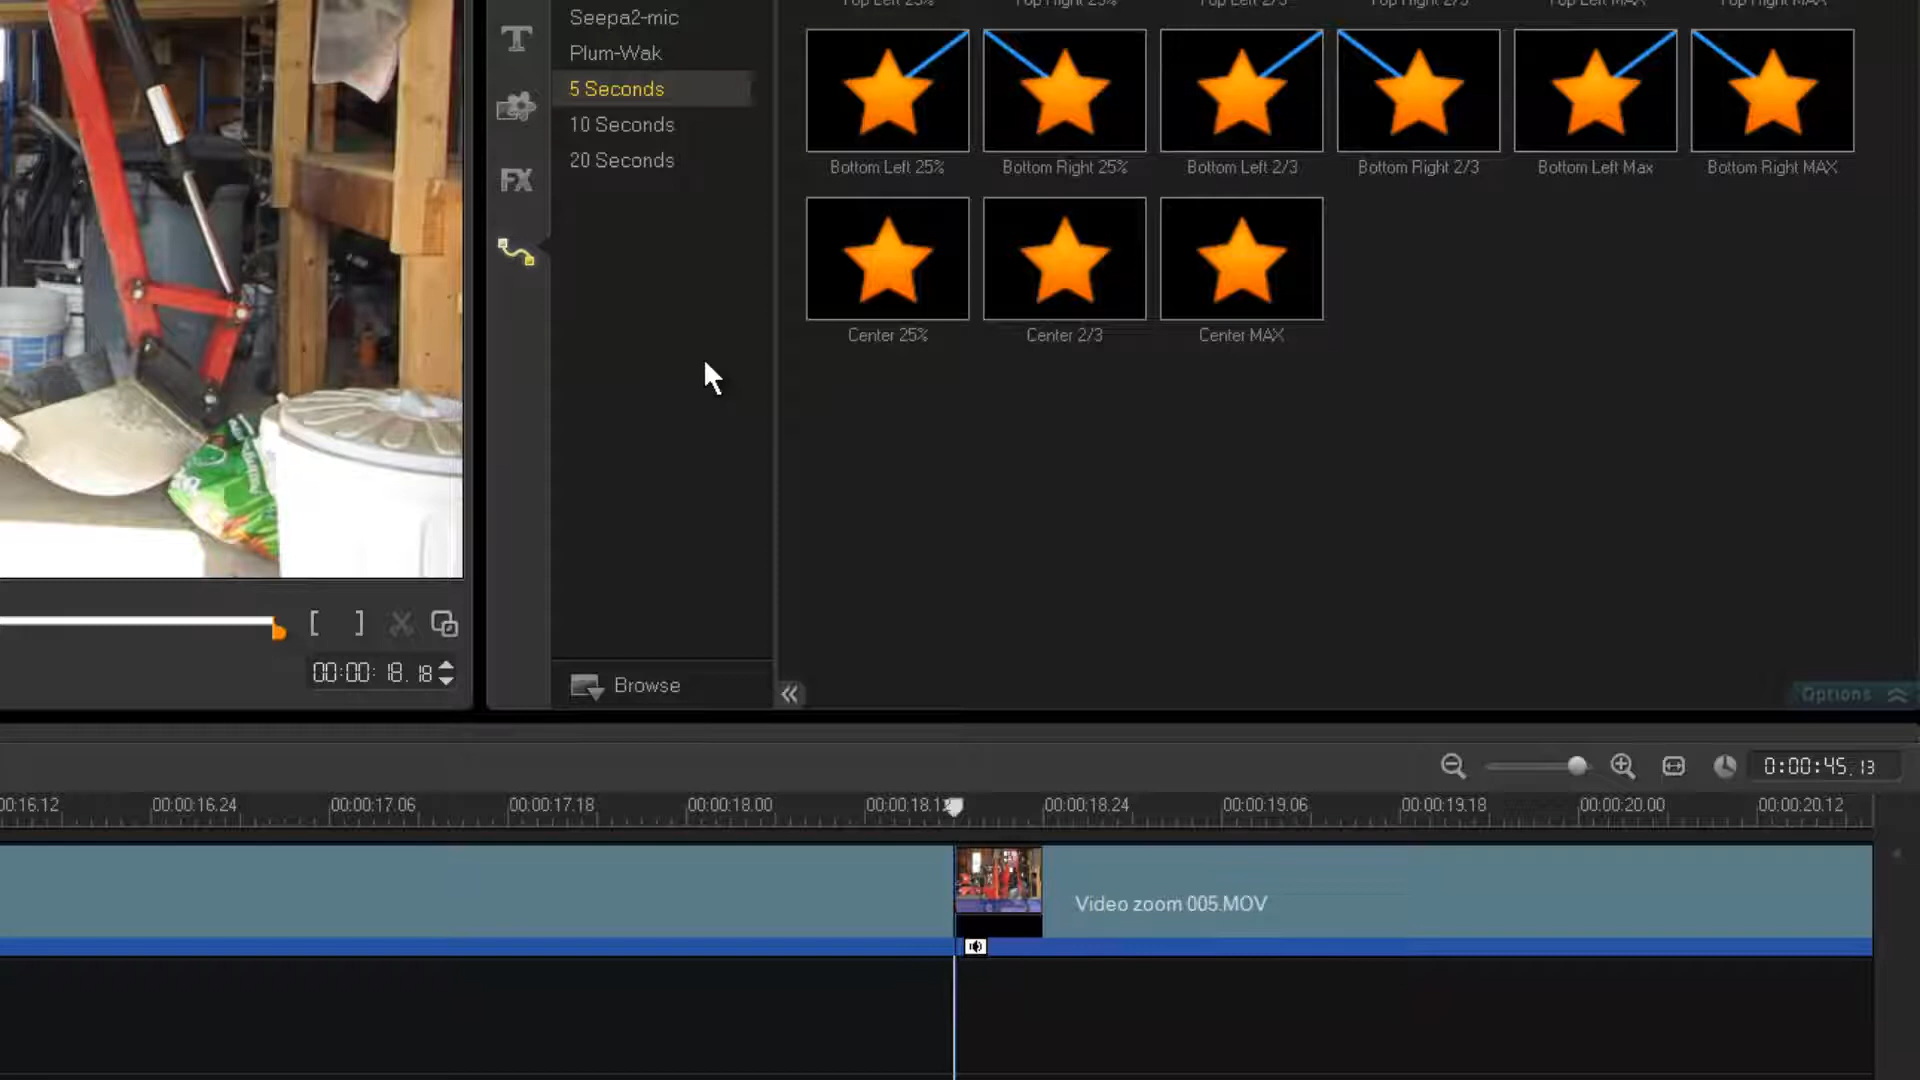 Top Left 25% Top Right 25% Top Left 2/3 Top Right 2/3 Top Left MAX Top Right MAX
T
Seepa2-mic
Plum-Wak
5 Seconds
10 Seconds
20 Seconds
FX
Bottom Left 25% Bottom Right 25% Bottom Left 2/3 Bottom Right 2/3 Bottom Left Max Bottom Right MAX
Center 25% Center 2/3 Center MAX
[ ]
00:00:18.18
Browse
Options
0:00:45.13
00:16.12 00:00:16.24 00:00:17.06 00:00:17.18 00:00:18.00 00:00:18.1 00:00:18.24 00:00:19.06 00:00:19.18 00:00:20.00 00:00:20.12
Video zoom 005.MOV